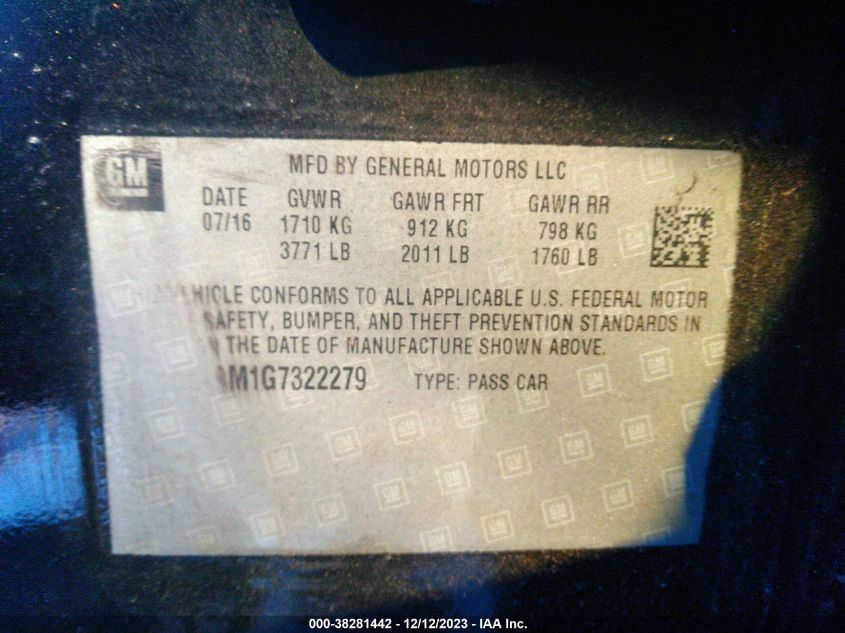 GM
MFD BY GENERAL MOTORS LLC
DATE GVWR GAWR FRT GAWR RR
07/16 1710 KG 912 KG 798 KG
3771 LB 2011 LB 1760 LB
VEHICLE CONFORMS TO ALL APPLICABLE U.S. FEDERAL MOTOR
SAFETY, BUMPER, AND THEFT PREVENTION STANDARDS IN
THE DATE OF MANUFACTURE SHOWN ABOVE.
M1G7322279 TYPE: PASS CAR
000-38281442 - 12/12/2023 - IAA Inc.